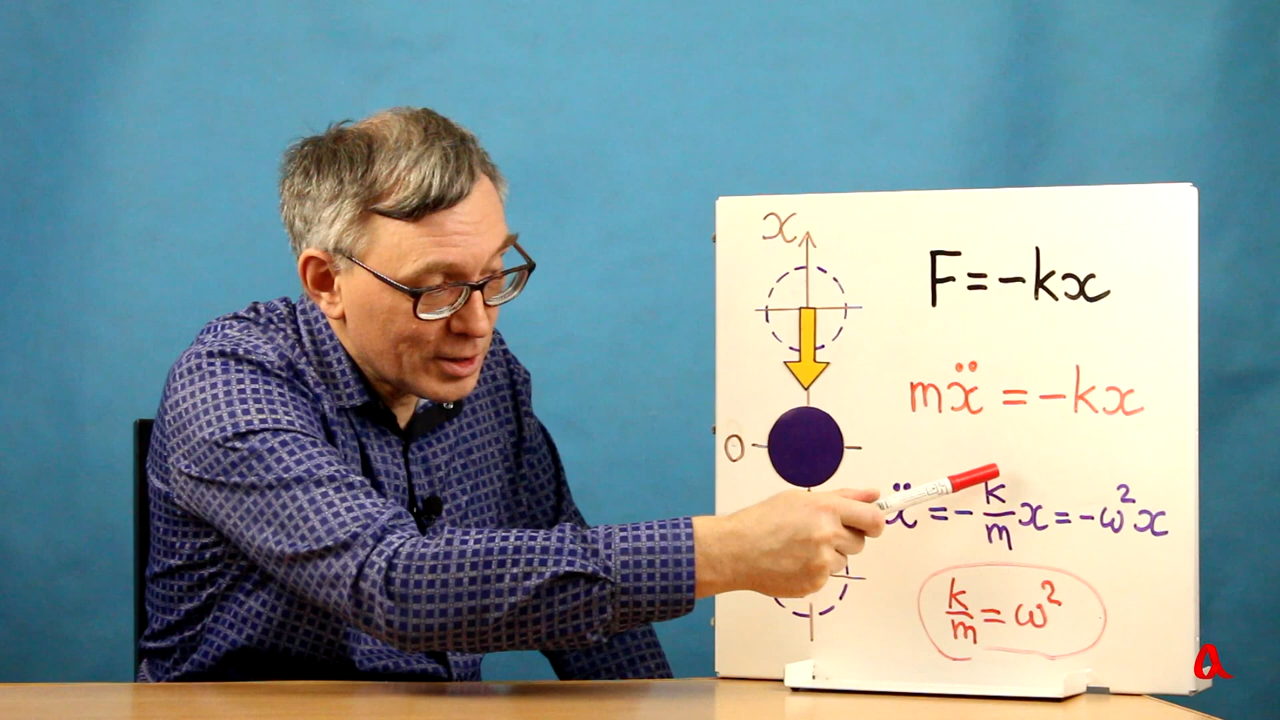 x
F = -kx
mẍ = -kx
0
ẍ = -k/m x = -ω²x
k/m = ω²
a